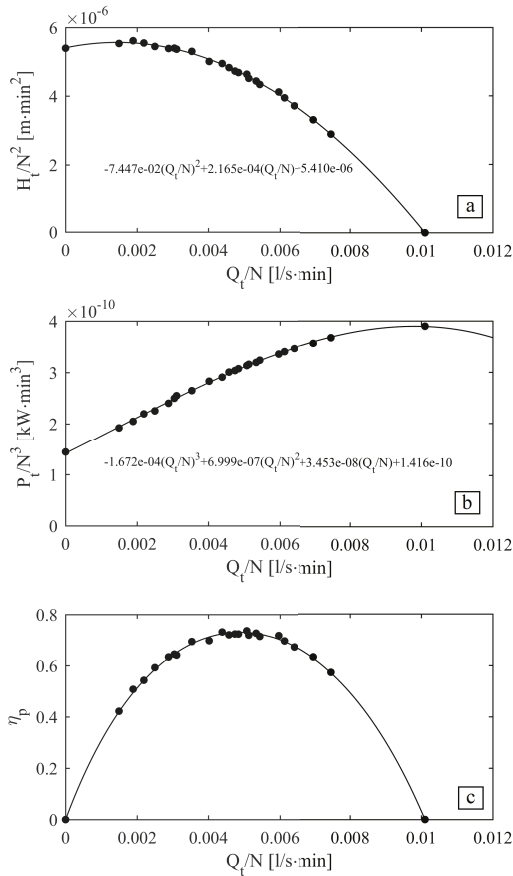 ×10⁻⁶
6
4
2
0
Hₜ/N² [m·min²]
-7.447e-02(Qₜ/N)²+2.165e-04(Qₜ/N)−5.410e-06
a
0 0.002 0.004 0.006 0.008 0.01 0.012
Qₜ/N [l/s·min]
×10⁻¹⁰
4
3
2
1
0
Pₜ/N³ [kW·min³]
-1.672e-04(Qₜ/N)³+6.999e-07(Qₜ/N)²+3.453e-08(Qₜ/N)+1.416e-10
b
0 0.002 0.004 0.006 0.008 0.01 0.012
Qₜ/N [l/s·min]
0.8
0.6
0.4
0.2
0
ηₚ
c
0 0.002 0.004 0.006 0.008 0.01 0.012
Qₜ/N [l/s·min]